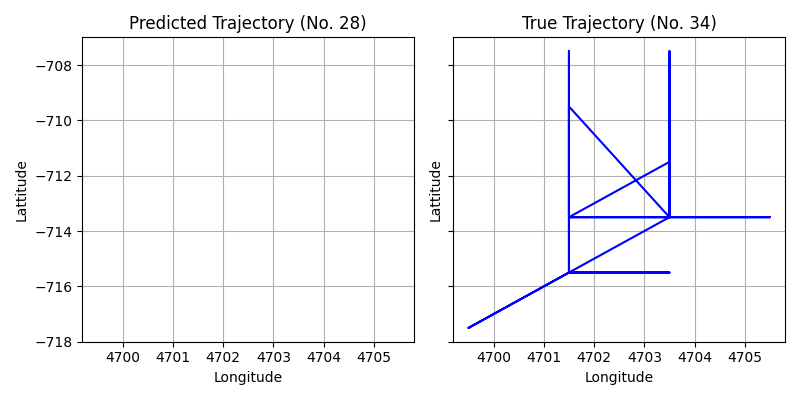 Predicted Trajectory (No. 28)
True Trajectory (No. 34)
Lattitude
−708
−710
−712
−714
−716
−718
4700 4701 4702 4703 4704 4705
Longitude
Lattitude
4700 4701 4702 4703 4704 4705
Longitude